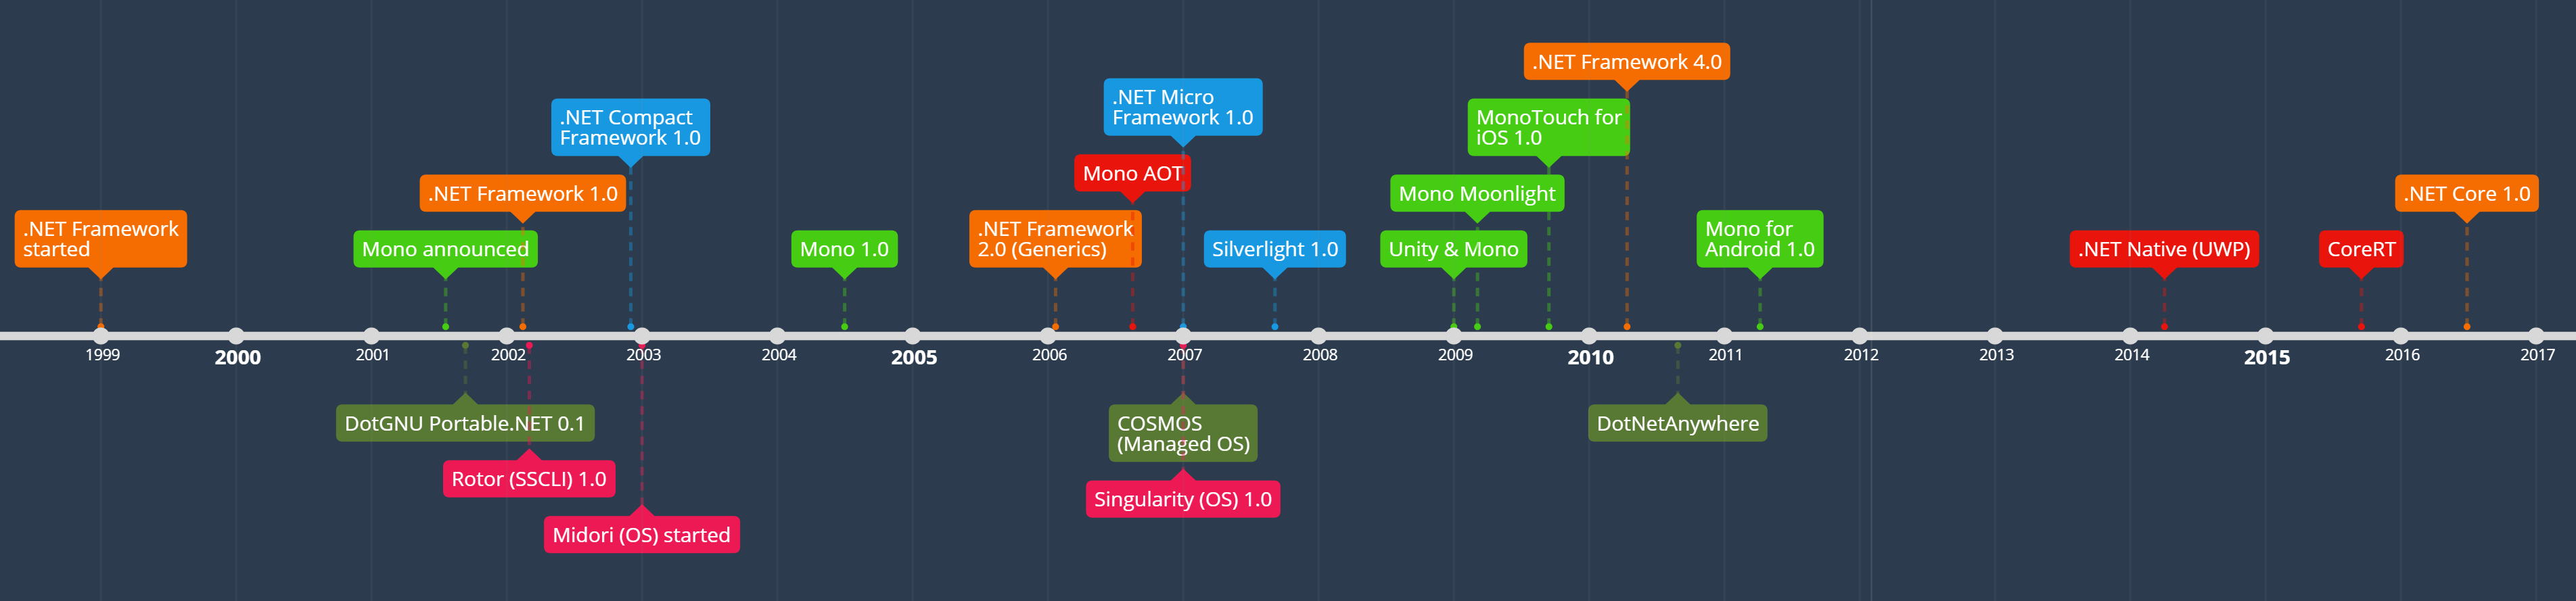 .NET Framework 4.0
.NET Micro
Framework 1.0
.NET Compact
Framework 1.0
MonoTouch for
iOS 1.0
Mono AOT
.NET Framework 1.0
Mono Moonlight
.NET Core 1.0
.NET Framework
started
Mono announced
Mono 1.0
.NET Framework
2.0 (Generics)
Silverlight 1.0
Unity & Mono
Mono for
Android 1.0
.NET Native (UWP)
CoreRT
1999 2000 2001 2002 2003 2004 2005 2006 2007 2008 2009 2010 2011 2012 2013 2014 2015 2016 2017
DotGNU Portable.NET 0.1
COSMOS
(Managed OS)
DotNetAnywhere
Rotor (SSCLI) 1.0
Singularity (OS) 1.0
Midori (OS) started